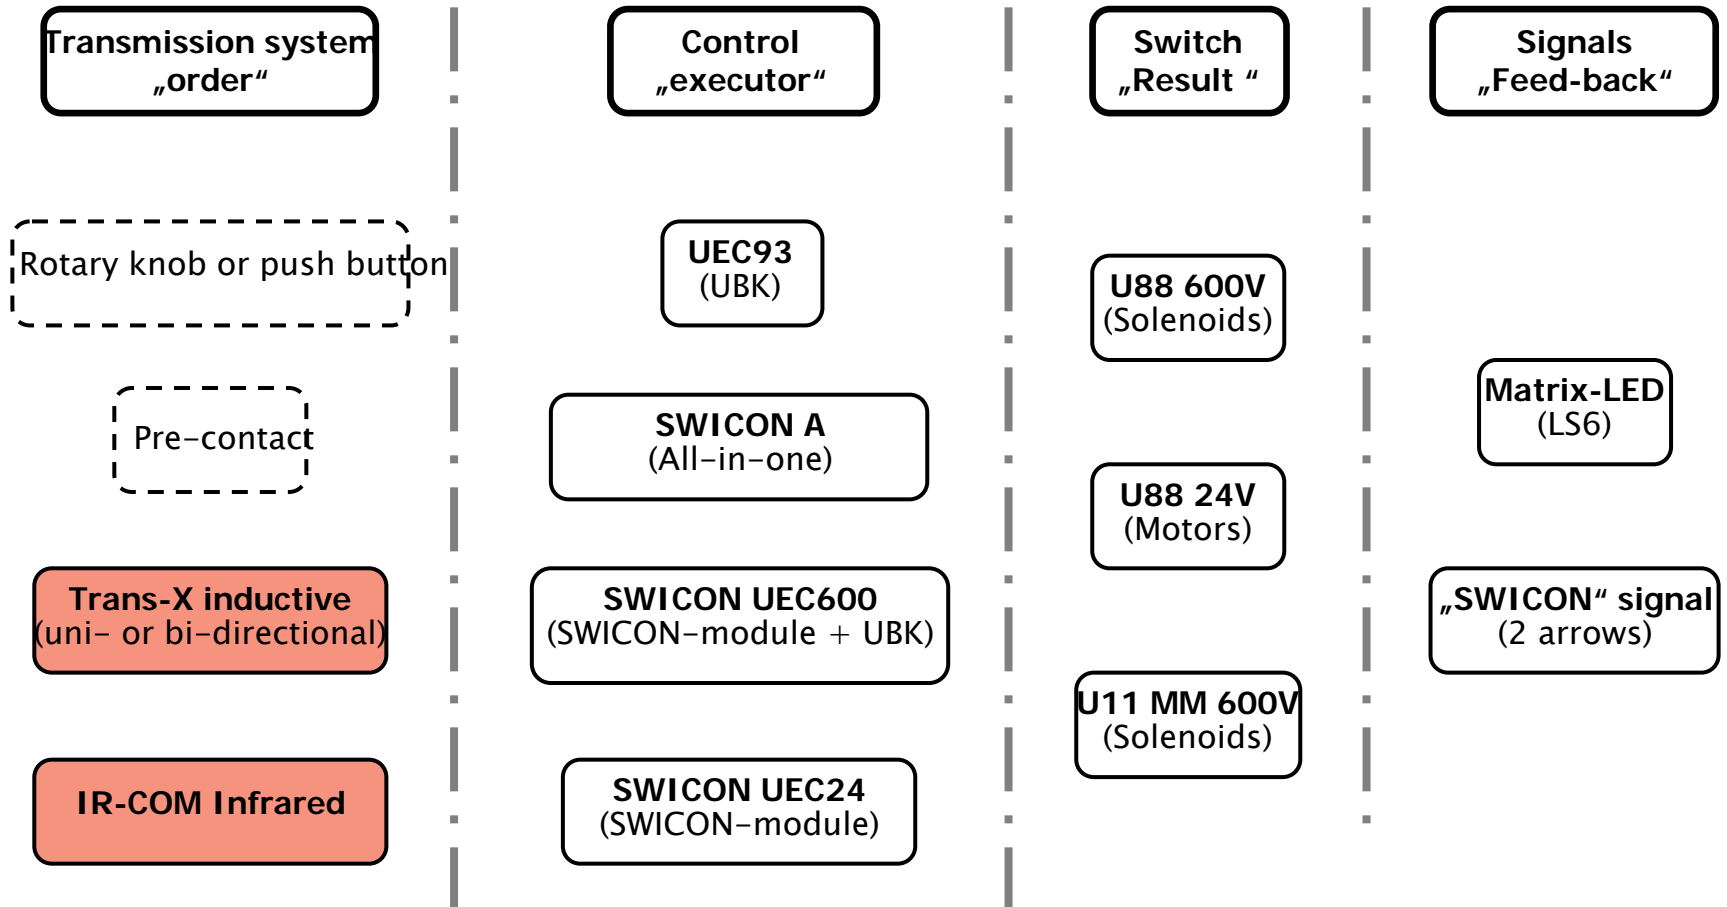 Transmission system
„order“
Control
„executor“
Switch
„Result “
Signals
„Feed-back“
Rotary knob or push button
Pre-contact
Trans-X inductive
(uni- or bi-directional)
IR-COM Infrared
UEC93
(UBK)
SWICON A
(All-in-one)
SWICON UEC600
(SWICON-module + UBK)
SWICON UEC24
(SWICON-module)
U88 600V
(Solenoids)
U88 24V
(Motors)
U11 MM 600V
(Solenoids)
Matrix-LED
(LS6)
„SWICON“ signal
(2 arrows)